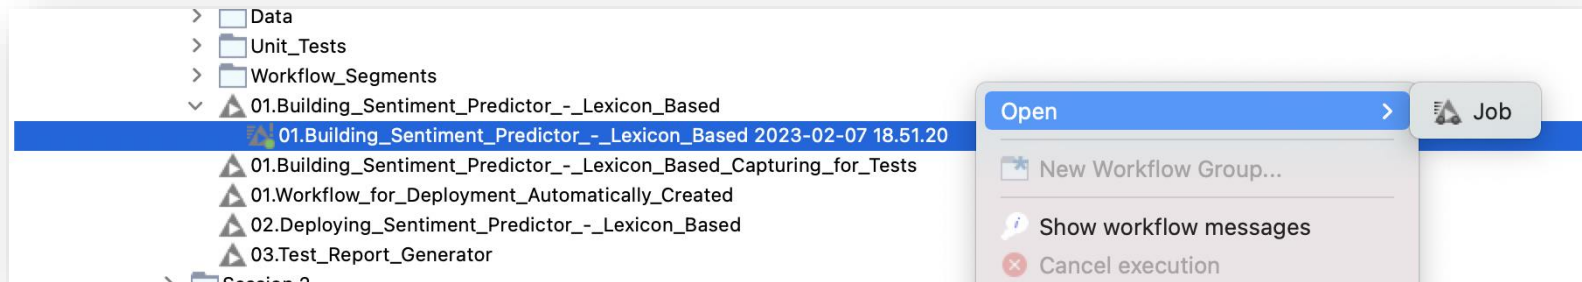 Data
Unit_Tests
Workflow_Segments
01.Building_Sentiment_Predictor_-_Lexicon_Based
01.Building_Sentiment_Predictor_-_Lexicon_Based 2023-02-07 18.51.20
01.Building_Sentiment_Predictor_-_Lexicon_Based_Capturing_for_Tests
01.Workflow_for_Deployment_Automatically_Created
02.Deploying_Sentiment_Predictor_-_Lexicon_Based
03.Test_Report_Generator
Open
Job
New Workflow Group...
Show workflow messages
Cancel execution